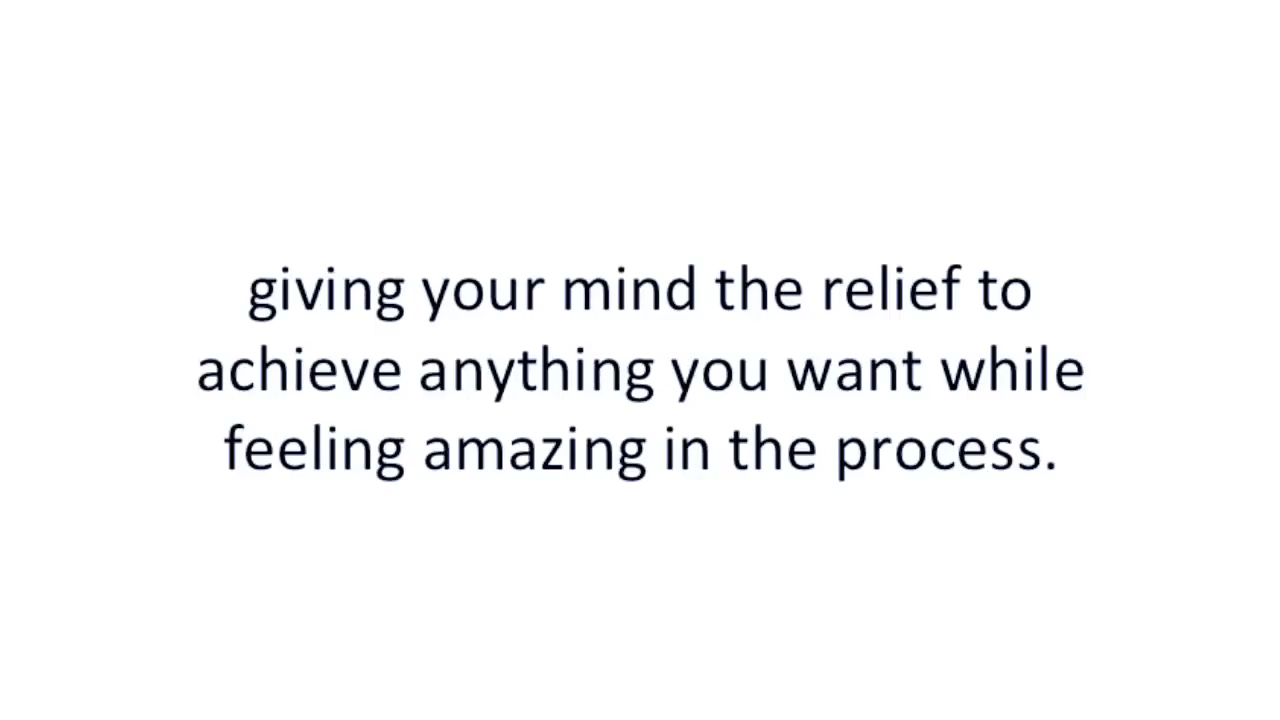 giving your mind the relief to
achieve anything you want while
feeling amazing in the process.